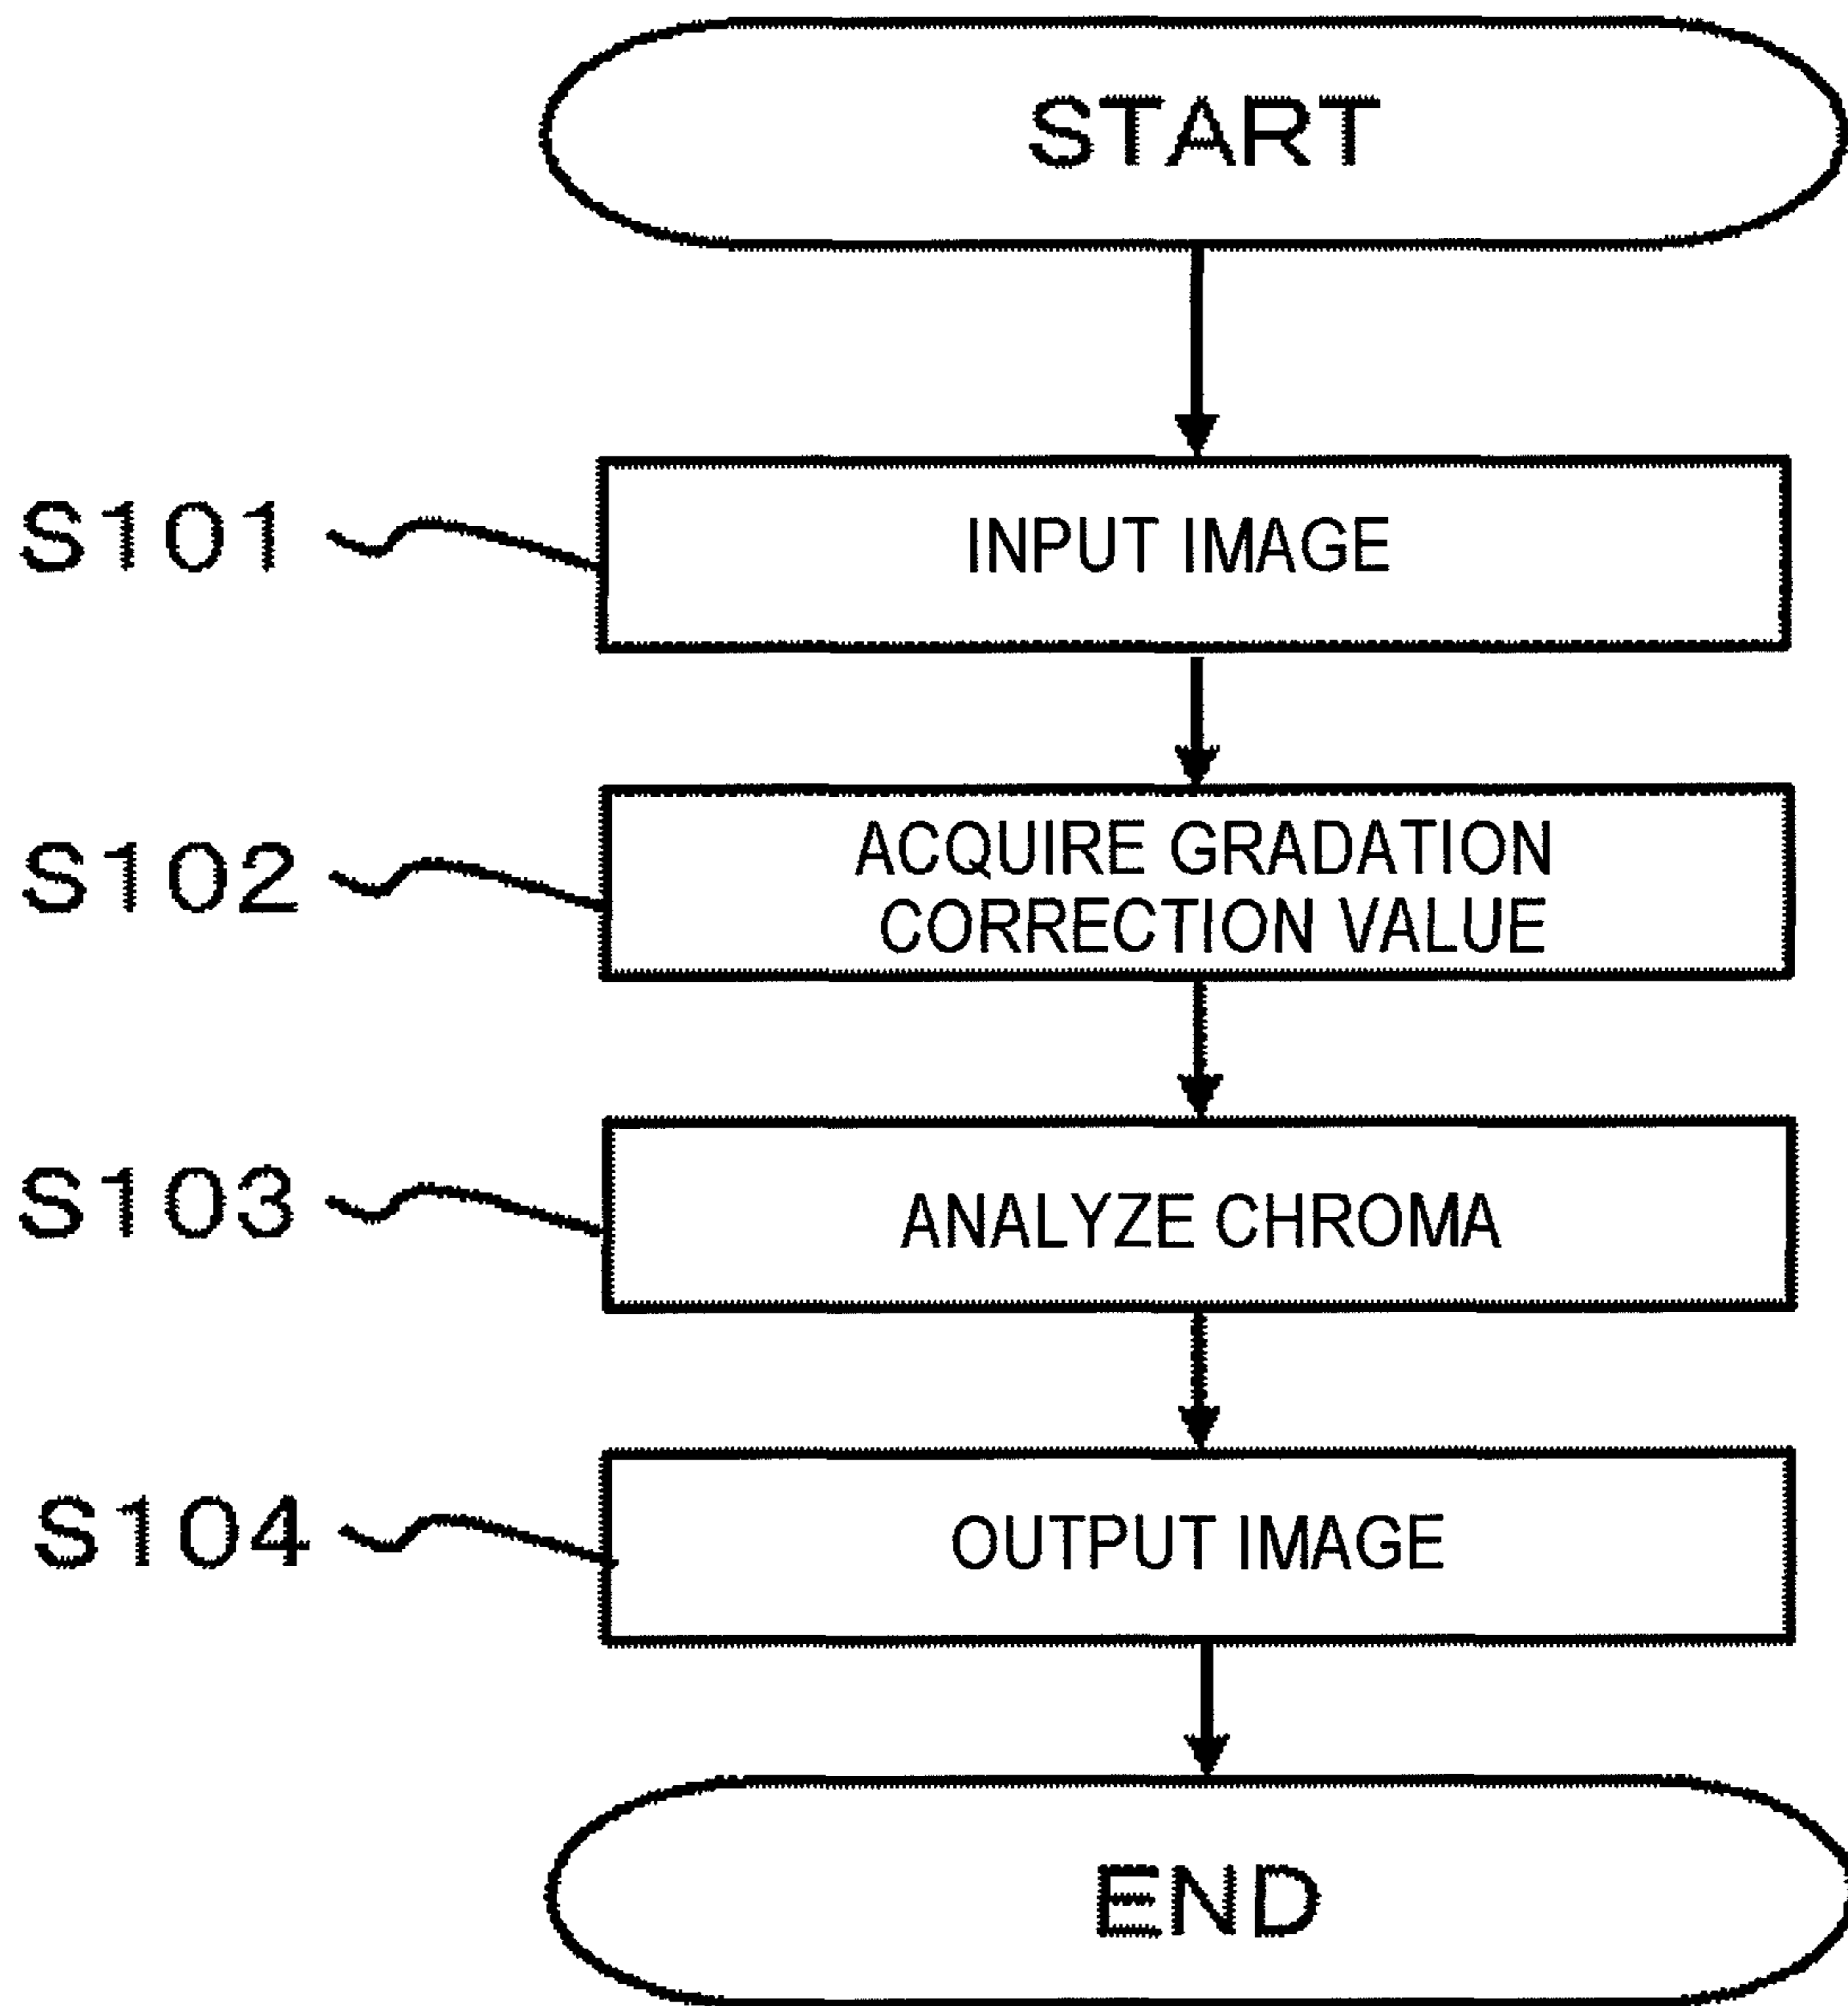 START
S101
INPUT IMAGE
S102
ACQUIRE GRADATION
CORRECTION VALUE
S103
ANALYZE CHROMA
S104
OUTPUT IMAGE
END